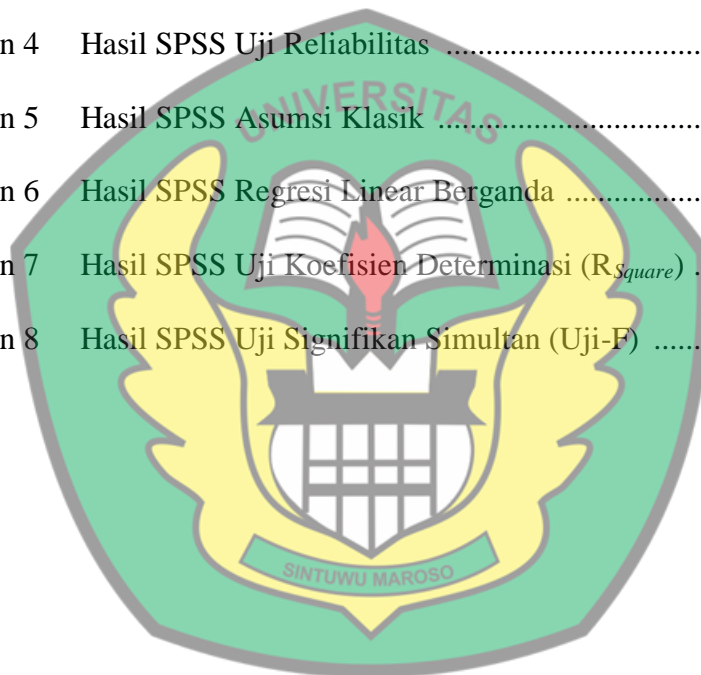 n 4 Hasil SPSS Uji Reliabilitas ................................
n 5 Hasil SPSS Asumsi Klasik .................................
n 6 Hasil SPSS Regresi Linear Berganda .................
n 7 Hasil SPSS Uji Koefisien Determinasi (RSquare) .
n 8 Hasil SPSS Uji Signifikan Simultan (Uji-F) ......
UNIVERSITAS
SINTUWU MAROSO